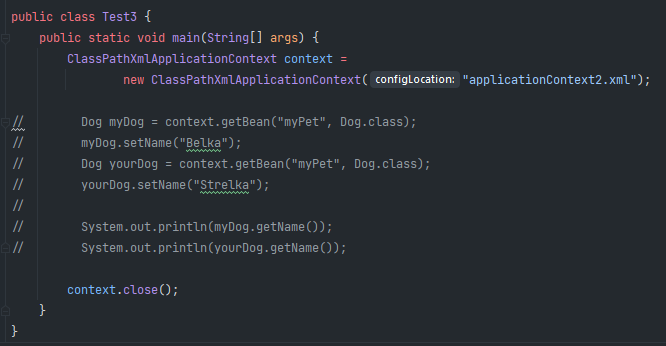 public class Test3 {
    public static void main(String[] args) {
        ClassPathXmlApplicationContext context =
                new ClassPathXmlApplicationContext( configLocation: "applicationContext2.xml");

//        Dog myDog = context.getBean("myPet", Dog.class);
//        myDog.setName("Belka");
//        Dog yourDog = context.getBean("myPet", Dog.class);
//        yourDog.setName("Strelka");
//
//        System.out.println(myDog.getName());
//        System.out.println(yourDog.getName());

        context.close();
    }
}